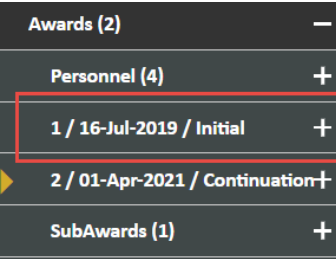 Awards (2)
Personnel (4)
1 / 16-Jul-2019 / Initial
2 / 01-Apr-2021 / Continuation
SubAwards (1)